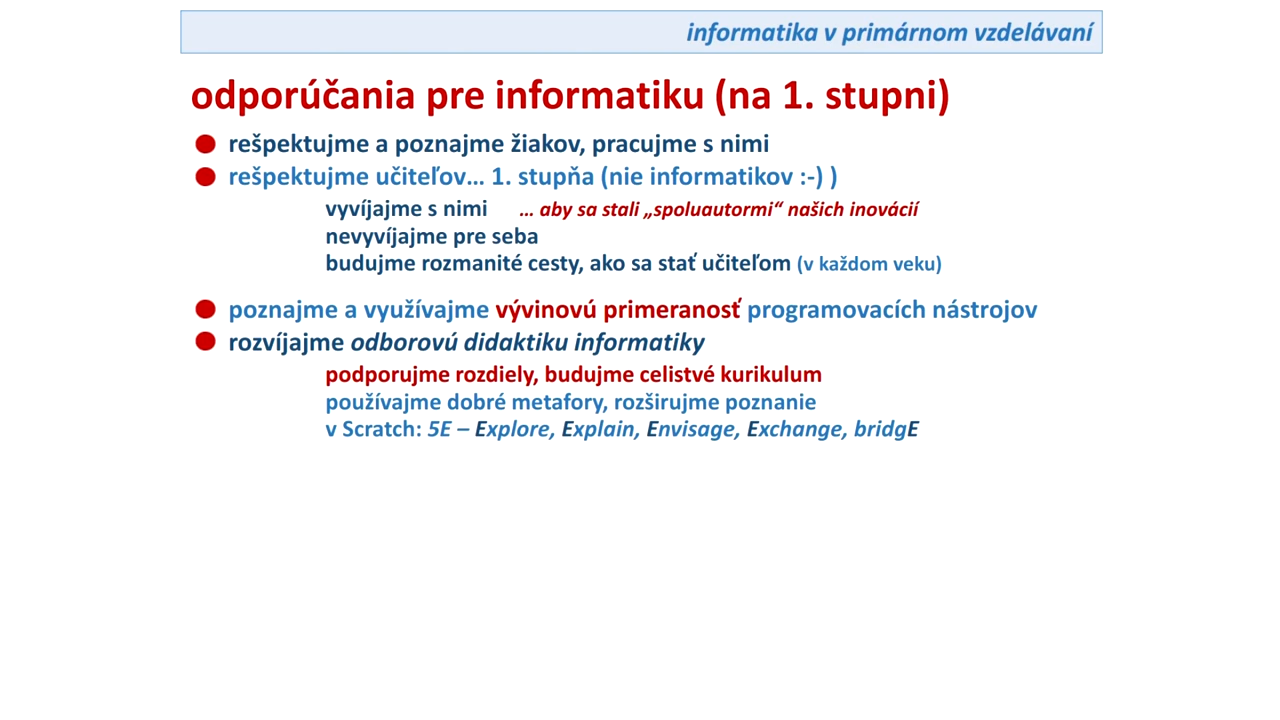 informatika v primárnom vzdelávaní
odporúčania pre informatiku (na 1. stupni)
rešpektujme a poznajme žiakov, pracujme s nimi
rešpektujme učiteľov... 1. stupňa (nie informatikov :-) )
vyvíjajme s nimi ... aby sa stali „spoluautormi“ našich inovácií
nevyvíjajme pre seba
budujme rozmanité cesty, ako sa stať učiteľom (v každom veku)
poznajme a využívajme vývinovú primeranosť programovacích nástrojov
rozvíjajme odborovú didaktiku informatiky
podporujme rozdiely, budujme celistvé kurikulum
používajme dobré metafory, rozširujme poznanie
v Scratch: 5E – Explore, Explain, Envisage, Exchange, bridgE